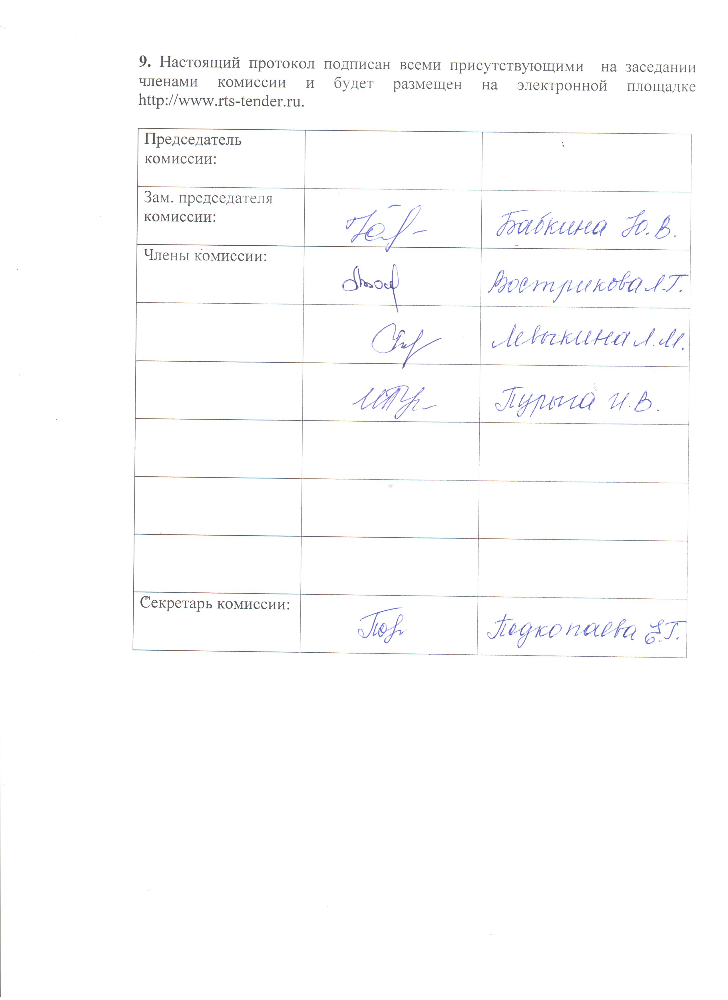 9. Настоящий протокол подписан всеми присутствующими на заседании
членами комиссии и будет размещен на электронной площадке
http://www.rts-tender.ru.
Председатель
комиссии:
Зам. председателя
комиссии:
Бабкина Ю. В.
Члены комиссии:
Вострикова Л.Г.
Левыкина Л.М.
Пурыга И.В.
Секретарь комиссии:
Подкопаева Е.Г.